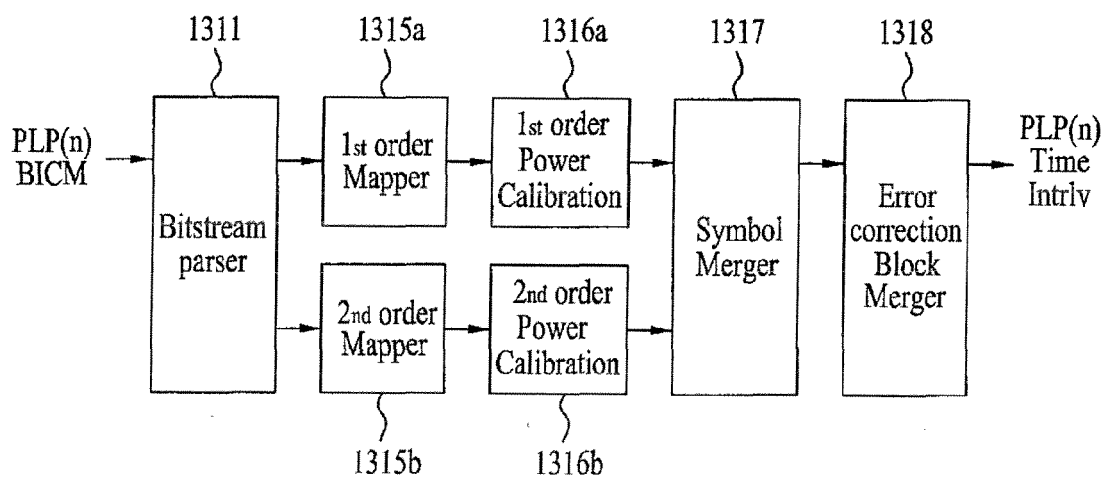 1311
1315a
1316a
1317
1318
PLP(n)
BICM
Bitstream
parser
1st order
Mapper
1st order
Power
Calibration
2nd order
Mapper
2nd order
Power
Calibration
Symbol
Merger
Error
correction
Block
Merger
PLP(n)
Time
Intrlv
1315b
1316b